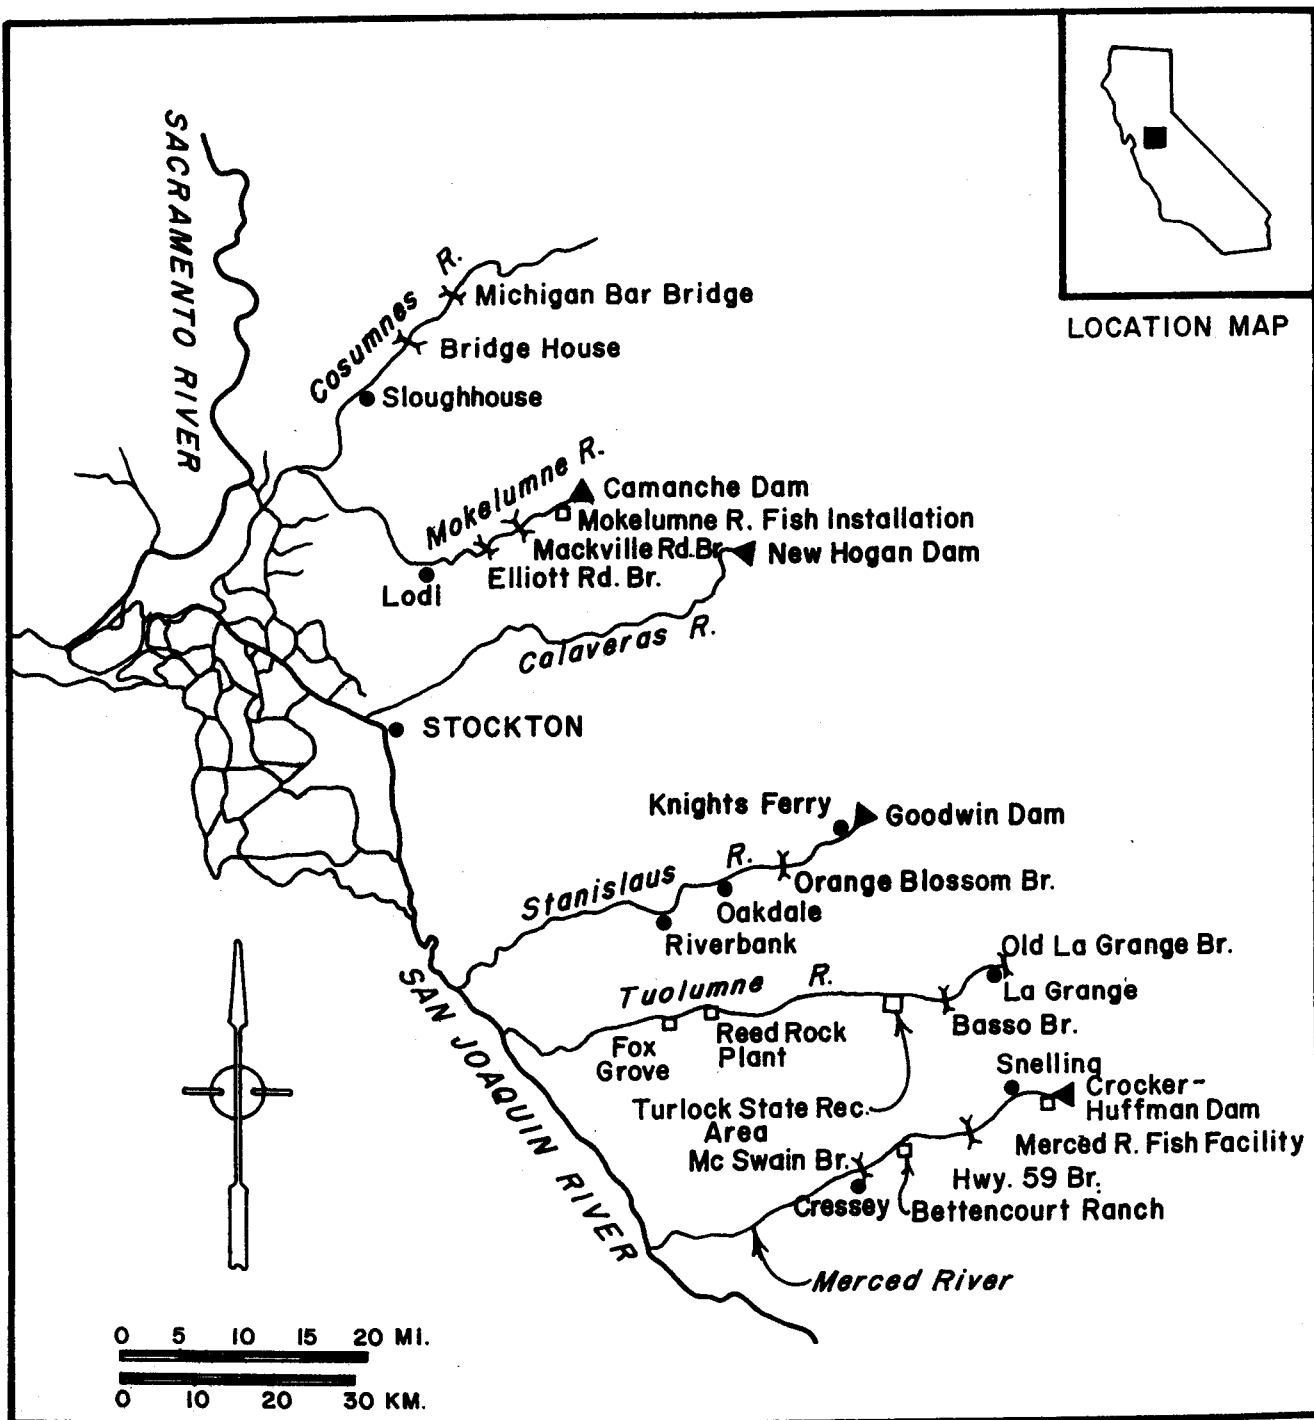 SACRAMENTO RIVER
LOCATION MAP
Cosumnes R.
Michigan Bar Bridge
Bridge House
Sloughhouse
Mokelumne R.
Camanche Dam
Mokelumne R. Fish Installation
Mackville Rd. Br.
New Hogan Dam
Elliott Rd. Br.
Lodi
Calaveras R.
STOCKTON
Knights Ferry
Goodwin Dam
Stanislaus R.
Orange Blossom Br.
Oakdale
Riverbank
Old La Grange Br.
La Grange
Tuolumne R.
Basso Br.
Reed Rock
Plant
Fox
Grove
SAN JOAQUIN RIVER
Snelling
Crocker-
Huffman Dam
Turlock State Rec.
Area
Merced R. Fish Facility
Mc Swain Br.
Hwy. 59 Br.
Cressey
Bettencourt Ranch
Merced River
0 5 10 15 20 MI.
0 10 20 30 KM.